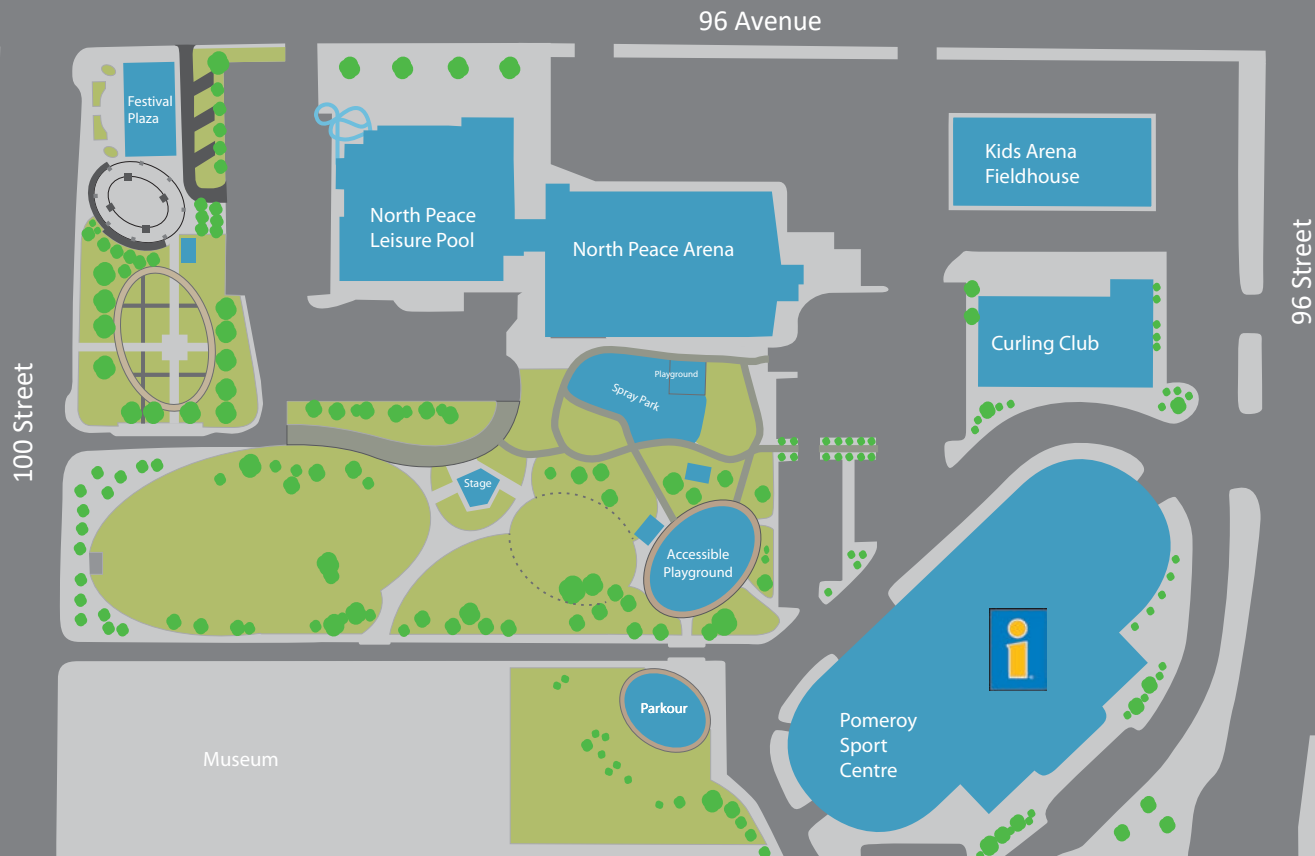 96 Avenue
Festival
Plaza
Kids Arena
Fieldhouse
North Peace
Leisure Pool
North Peace Arena
96 Street
Curling Club
100 Street
Playground
Spray Park
Stage
Accessible
Playground
i
Parkour
Pomeroy
Sport
Centre
Museum